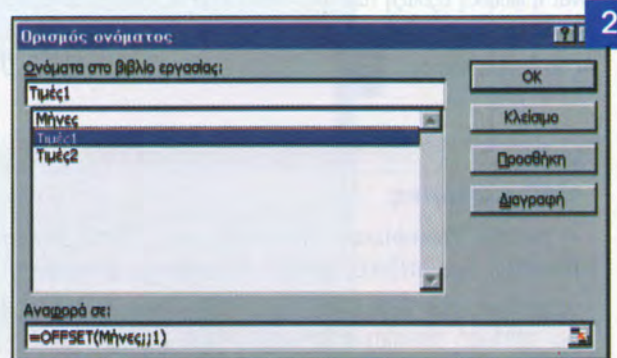 2
Ορισμός ονόματος
Ονόματα στο βιβλίο εργασίας:
Τιμές1
Μήνες
Τιμές1
Τιμές2
OK
Κλείσιμο
Προσθήκη
Διαγραφή
Αναφορά σε:
=OFFSET(Μήνες;;1)